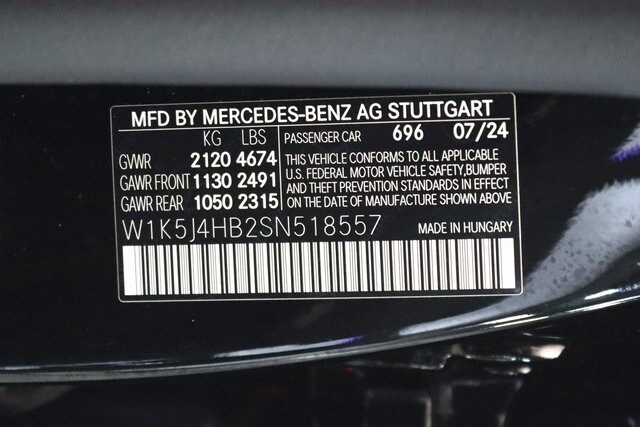 MFD BY MERCEDES-BENZ AG STUTTGART
KG LBS PASSENGER CAR 696 07/24
GVWR 2120 4674
GAWR FRONT 1130 2491
GAWR REAR 1050 2315
THIS VEHICLE CONFORMS TO ALL APPLICABLE
U.S. FEDERAL MOTOR VEHICLE SAFETY, BUMPER
AND THEFT PREVENTION STANDARDS IN EFFECT
ON THE DATE OF MANUFACTURE SHOWN ABOVE
W1K5J4HB2SN518557 MADE IN HUNGARY